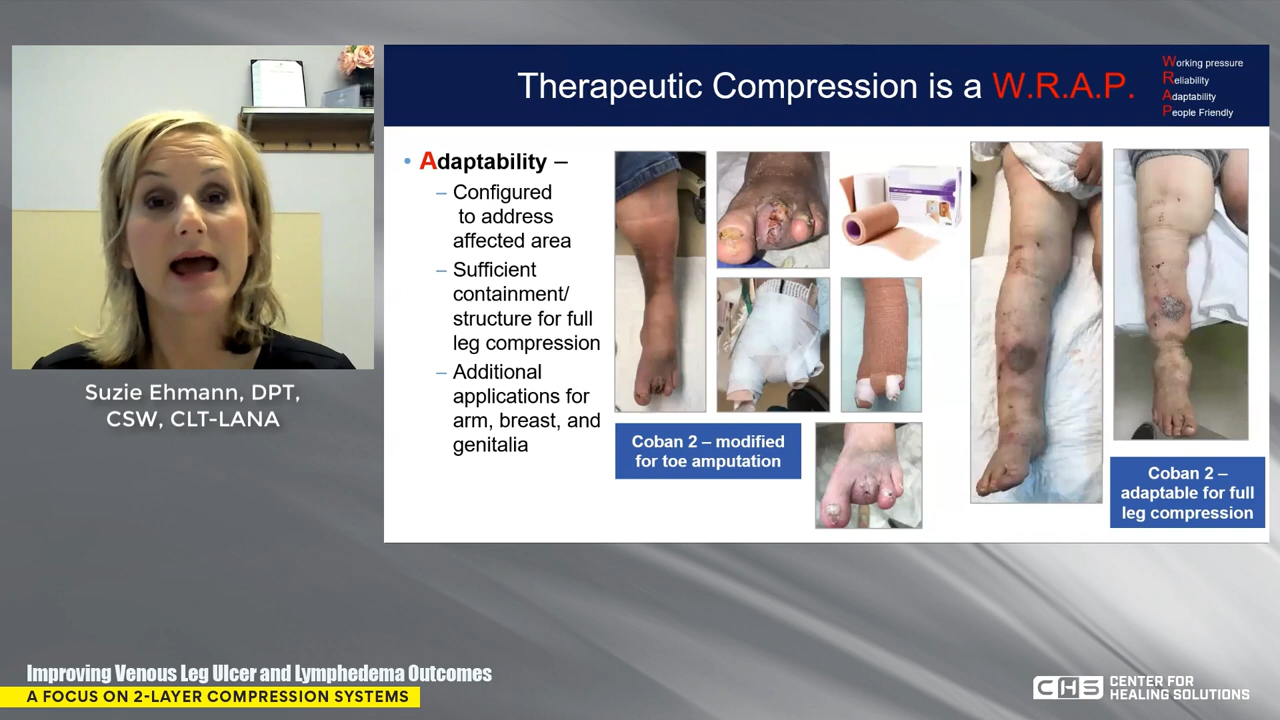 Therapeutic Compression is a W.R.A.P.
Working pressure
Reliability
Adaptability
People Friendly
• Adaptability –
– Configured
to address
affected area
– Sufficient
containment/
structure for full
leg compression
– Additional
applications for
arm, breast, and
genitalia
Coban 2 – modified
for toe amputation
Coban 2 –
adaptable for full
leg compression
Suzie Ehmann, DPT,
CSW, CLT-LANA
Improving Venous Leg Ulcer and Lymphedema Outcomes
A FOCUS ON 2-LAYER COMPRESSION SYSTEMS
CHS CENTER FOR
HEALING SOLUTIONS